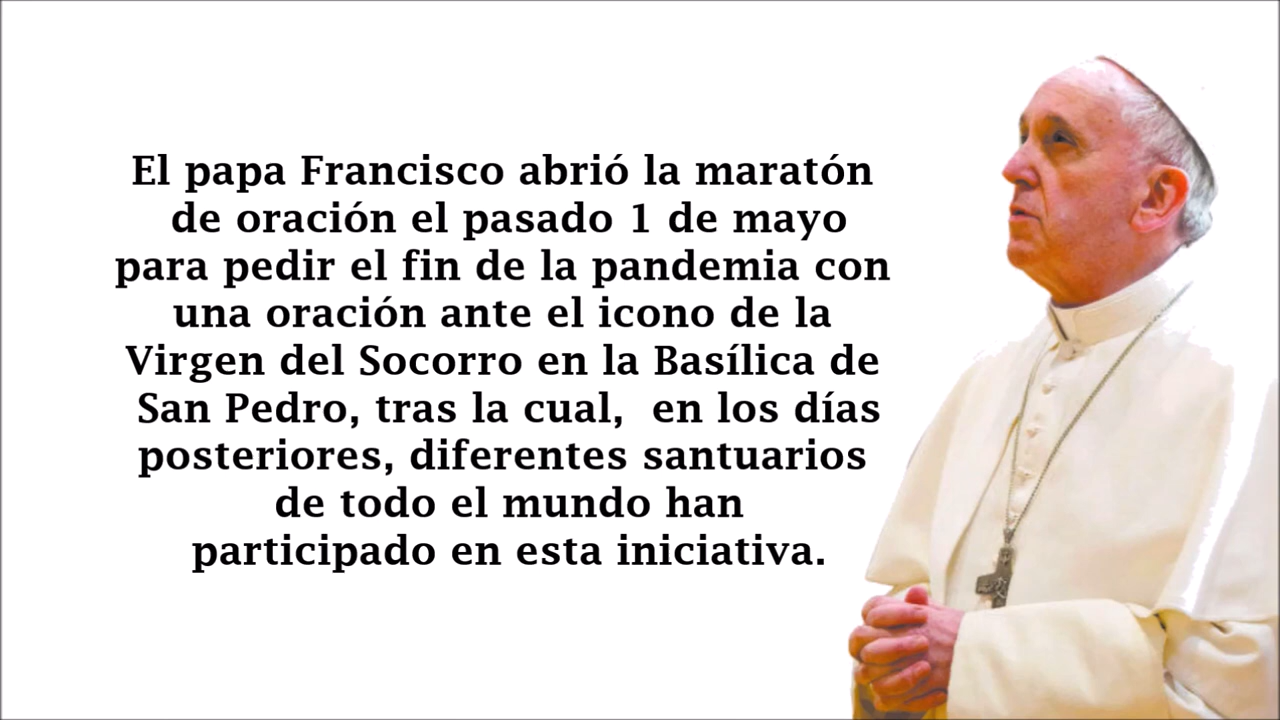 El papa Francisco abrió la maratón
de oración el pasado 1 de mayo
para pedir el fin de la pandemia con
una oración ante el icono de la
Virgen del Socorro en la Basílica de
San Pedro, tras la cual,  en los días
posteriores, diferentes santuarios
de todo el mundo han
participado en esta iniciativa.